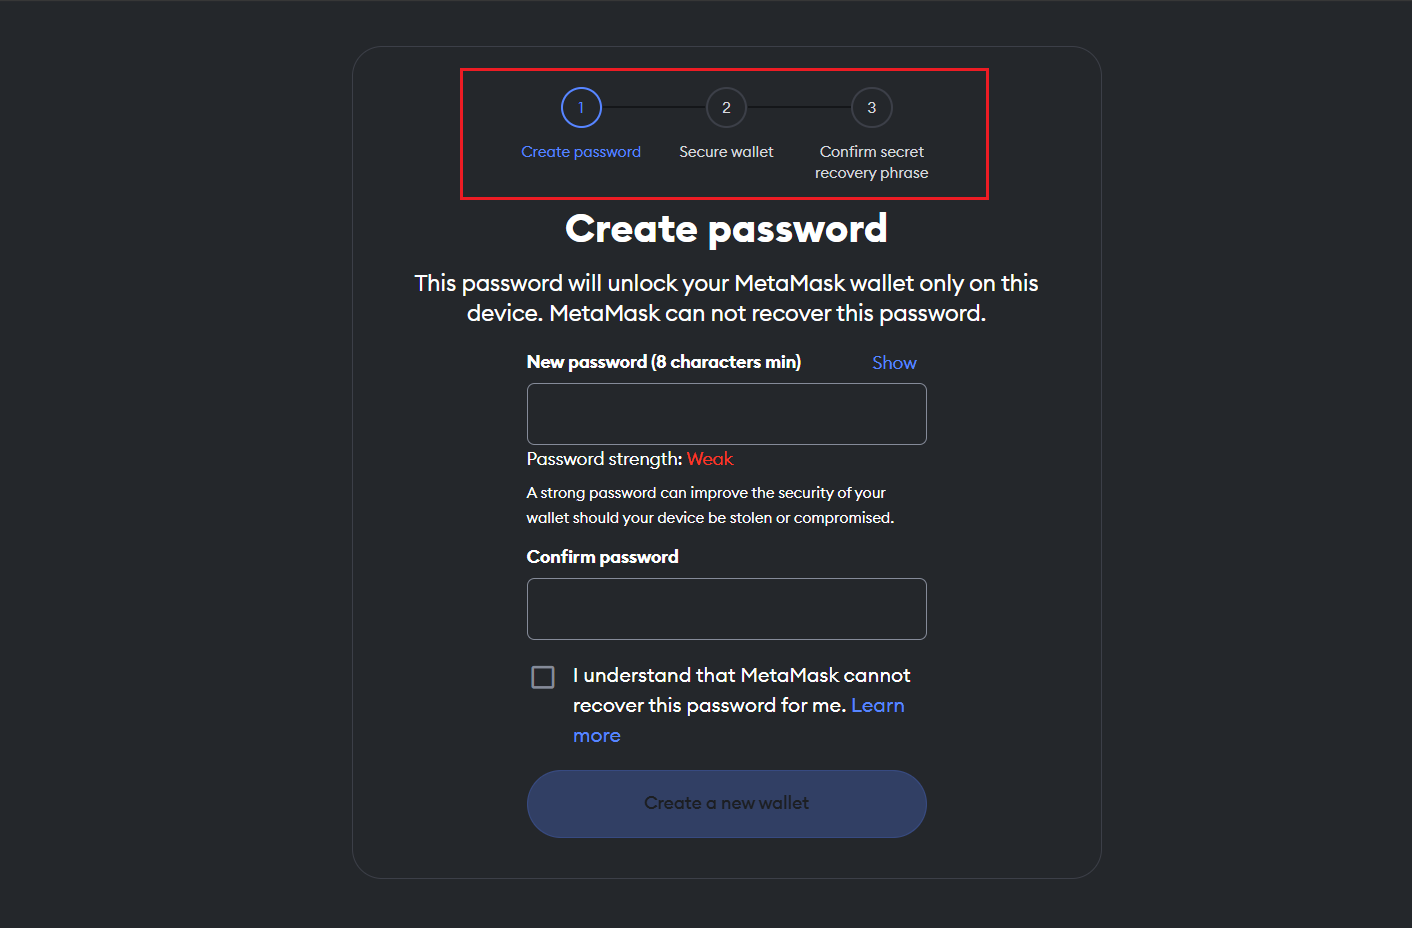 1 2 3
Create password Secure wallet Confirm secret
recovery phrase
Create password
This password will unlock your MetaMask wallet only on this
device. MetaMask can not recover this password.
New password (8 characters min) Show
Password strength: Weak
A strong password can improve the security of your
wallet should your device be stolen or compromised.
Confirm password
I understand that MetaMask cannot
recover this password for me. Learn
more
Create a new wallet